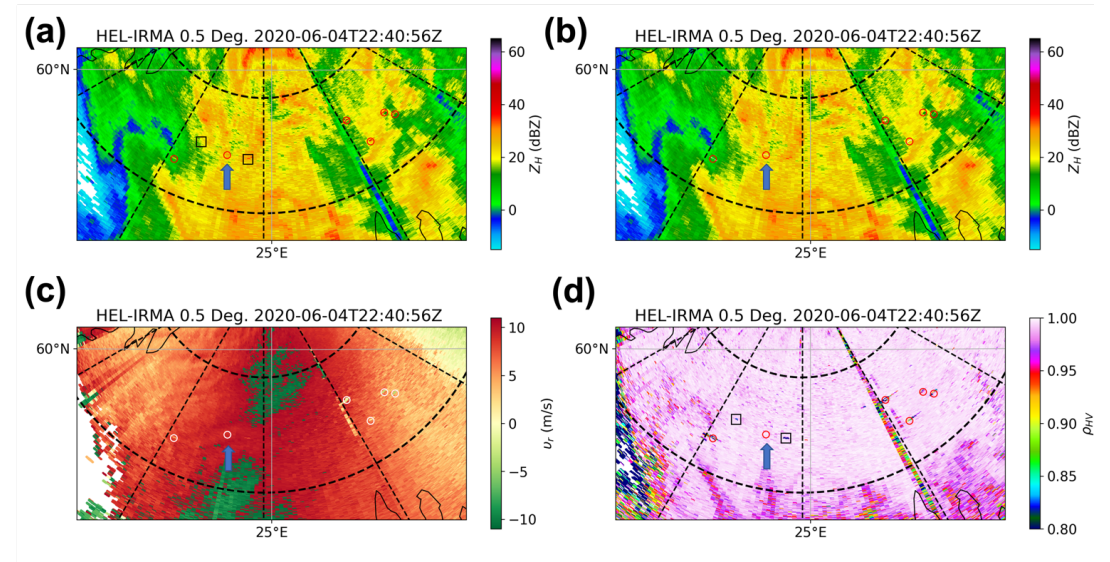 (a)
HEL-IRMA 0.5 Deg. 2020-06-04T22:40:56Z
60°N
25°E
60
40
20
0
Z_H (dBZ)
(b)
HEL-IRMA 0.5 Deg. 2020-06-04T22:40:56Z
60°N
25°E
60
40
20
0
Z_H (dBZ)
(c)
HEL-IRMA 0.5 Deg. 2020-06-04T22:40:56Z
60°N
25°E
10
5
0
−5
−10
υ_r (m/s)
(d)
HEL-IRMA 0.5 Deg. 2020-06-04T22:40:56Z
60°N
25°E
1.00
0.95
0.90
0.85
0.80
ρ_HV